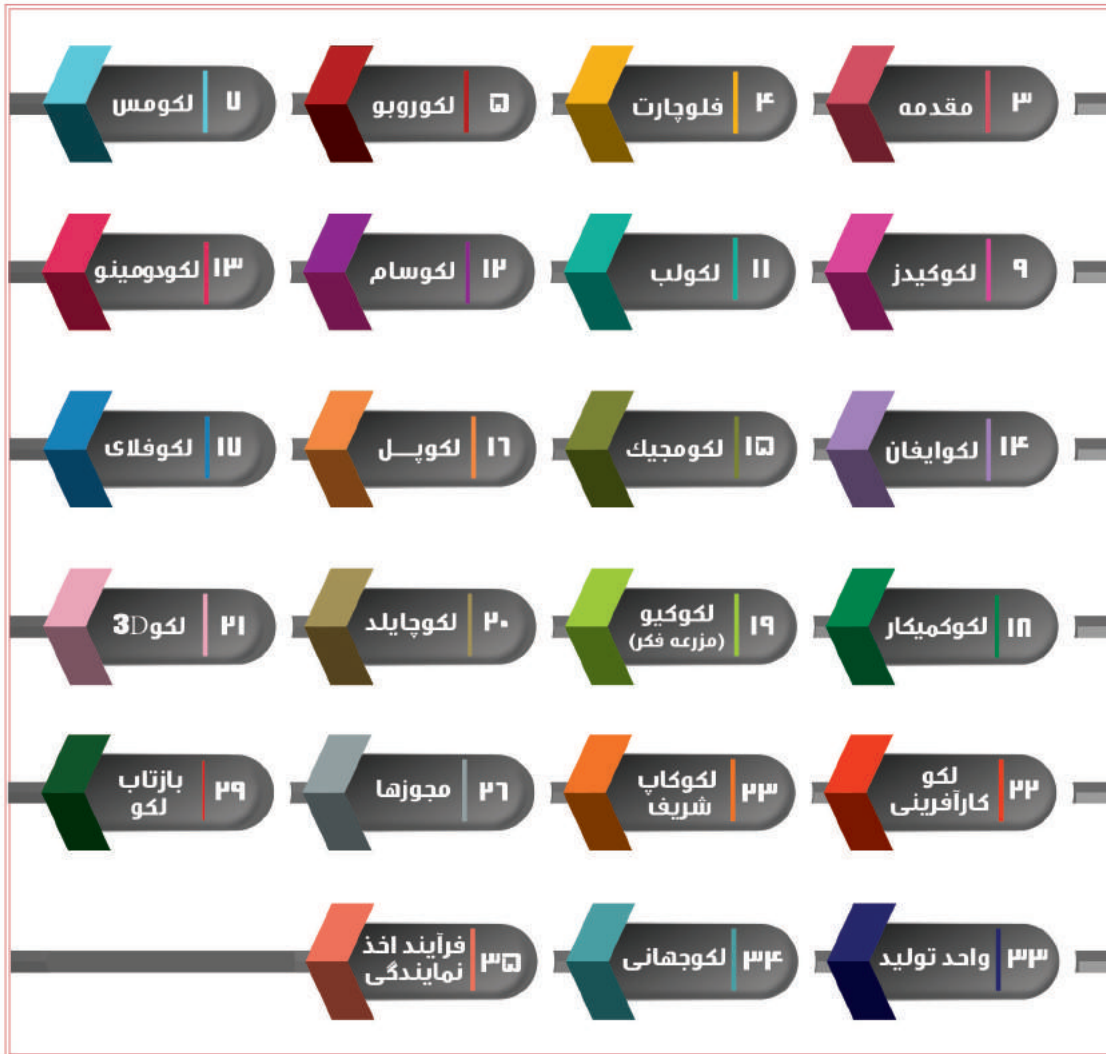 ۳ مقدمه
۴ فلوچارت
۵ لکوروبو
۷ لکومس
۹ لکوکیدز
۱۱ لکولب
۱۲ لکوسام
۱۳ لکودومینو
۱۴ لکوایفان
۱۵ لکومجیك
۱۶ لکوپــل
۱۷ لکوفلای
۱۸ لکوکمیکار
۱۹ لکوکیو
(مزرعه فکر)
۲۰ لکوچایلد
۲۱ لکو3D
۲۲ لکو
کارآفرینی
۲۳ لکوکاپ
شریف
۲۶ مجوزها
۲۹ بازتاب
لکو
۳۳ واحد تولید
۳۴ لکوجهانی
۳۵ فرآیند اخذ
نمایندگی